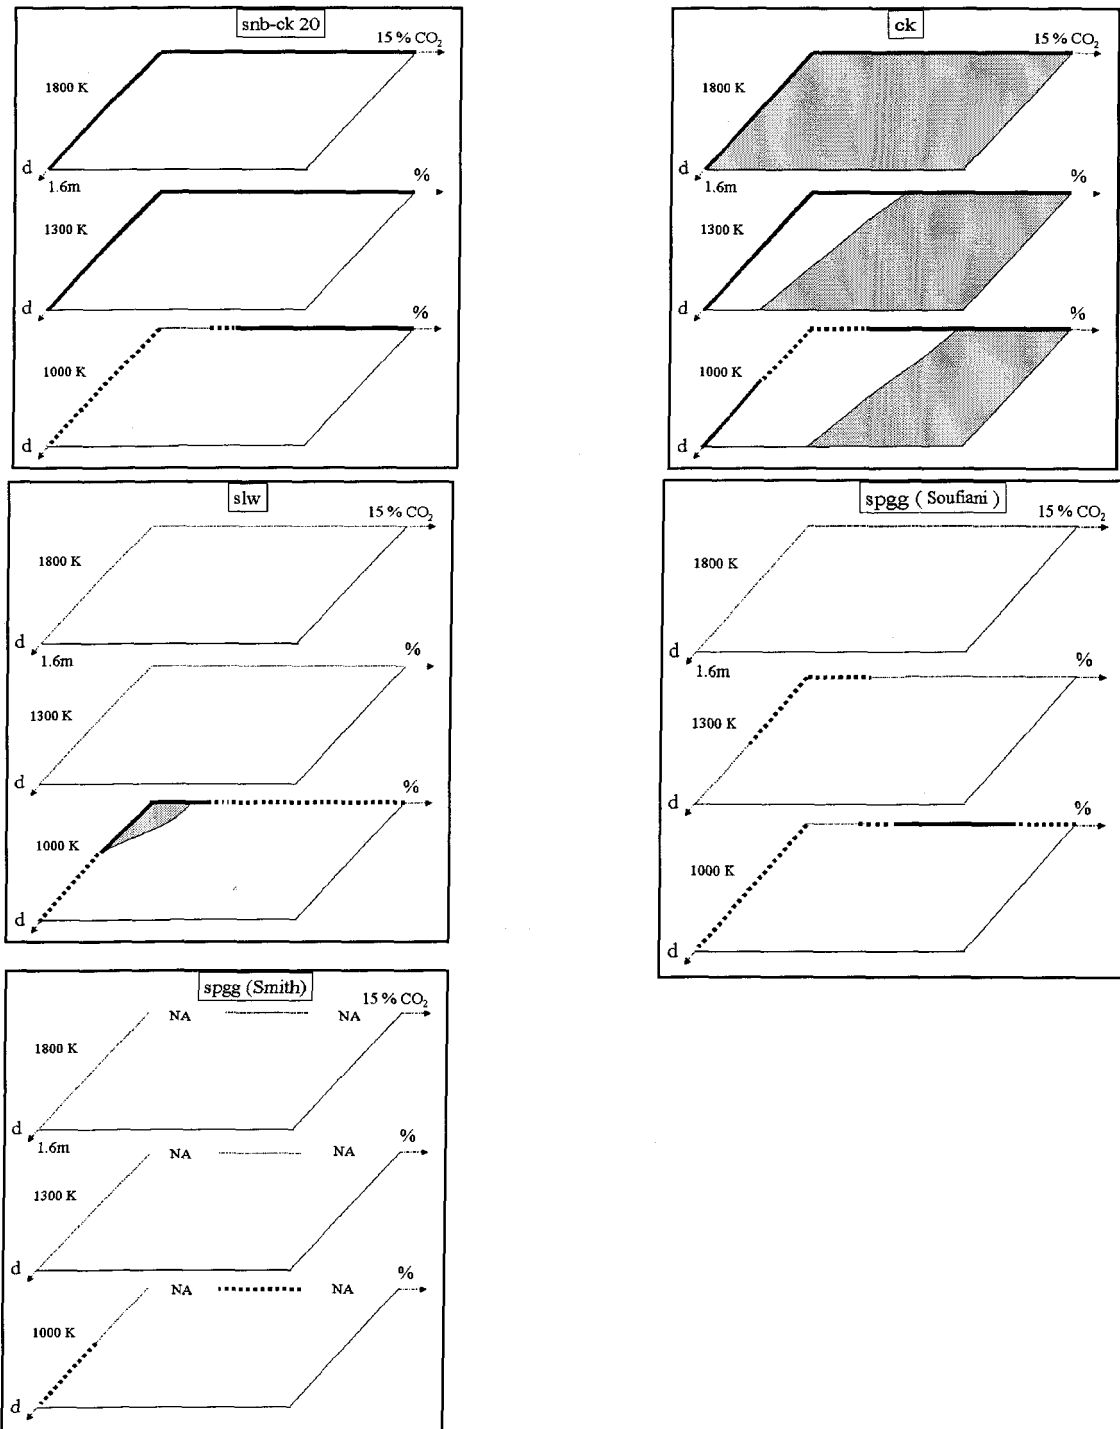 snb-ck 20
15 % CO2
1800 K
d
1.6m
%
1300 K
d
%
1000 K
d
ck
15 % CO2
1800 K
d
1.6m
%
1300 K
d
%
1000 K
d
slw
15 % CO2
1800 K
d
1.6m
%
1300 K
d
%
1000 K
d
spgg ( Soufiani )
15 % CO2
1800 K
d
1.6m
%
1300 K
d
%
1000 K
d
spgg (Smith)
15 % CO2
NA NA
1800 K
d
1.6m
%
NA NA
1300 K
d
%
NA NA
1000 K
d